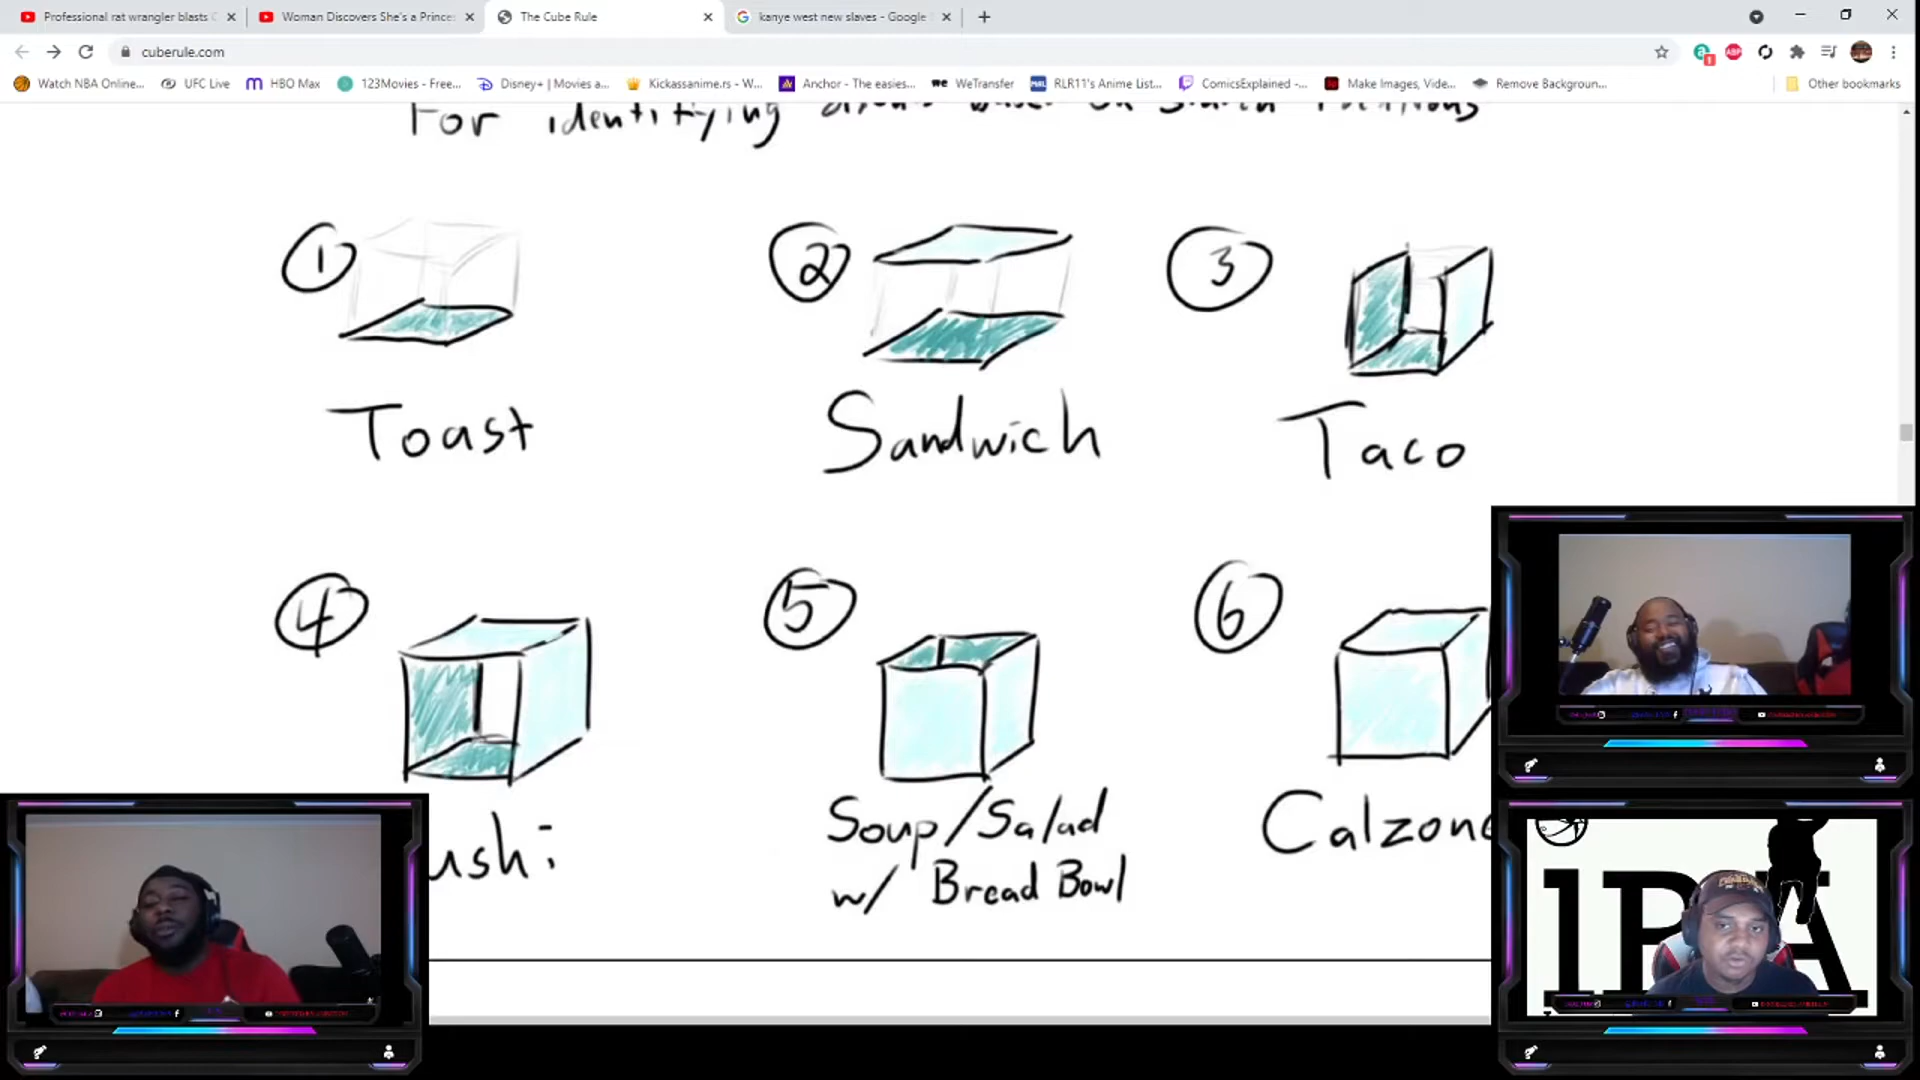 Professional rat wrangler blasts
Woman Discovers She's a Prince
The Cube Rule
kanye west new slaves - Google
cuberule.com
Watch NBA Online...
UFC Live
HBO Max
123Movies - Free...
Disney+ | Movies a...
Kickassanime.rs - W...
Anchor - The easies...
WeTransfer
RLR11's Anime List...
ComicsExplained -...
Make Images, Vide...
Remove Backgroun...
Other bookmarks
For identifying
1
2
3
Toast
Sandwich
Taco
4
5
6
ushi
Soup/Salad
w/ Bread Bowl
Calzone